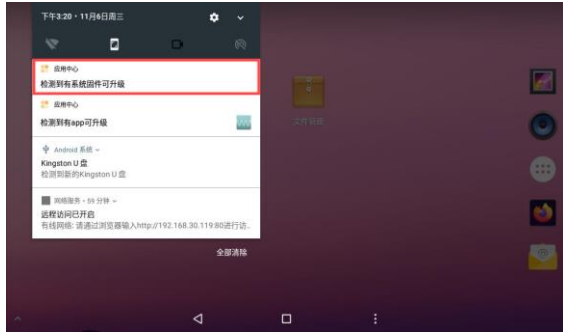 下午3:20・11月6日周三
应用中心
检测到有系统固件可升级
应用中心
检测到有app可升级
Android 系统
Kingston U 盘
检测到新的Kingston U 盘
网络服务・59 分钟
远程访问已开启
有线网络: 请通过浏览器输入http://192.168.30.119:80进行访..
全部清除